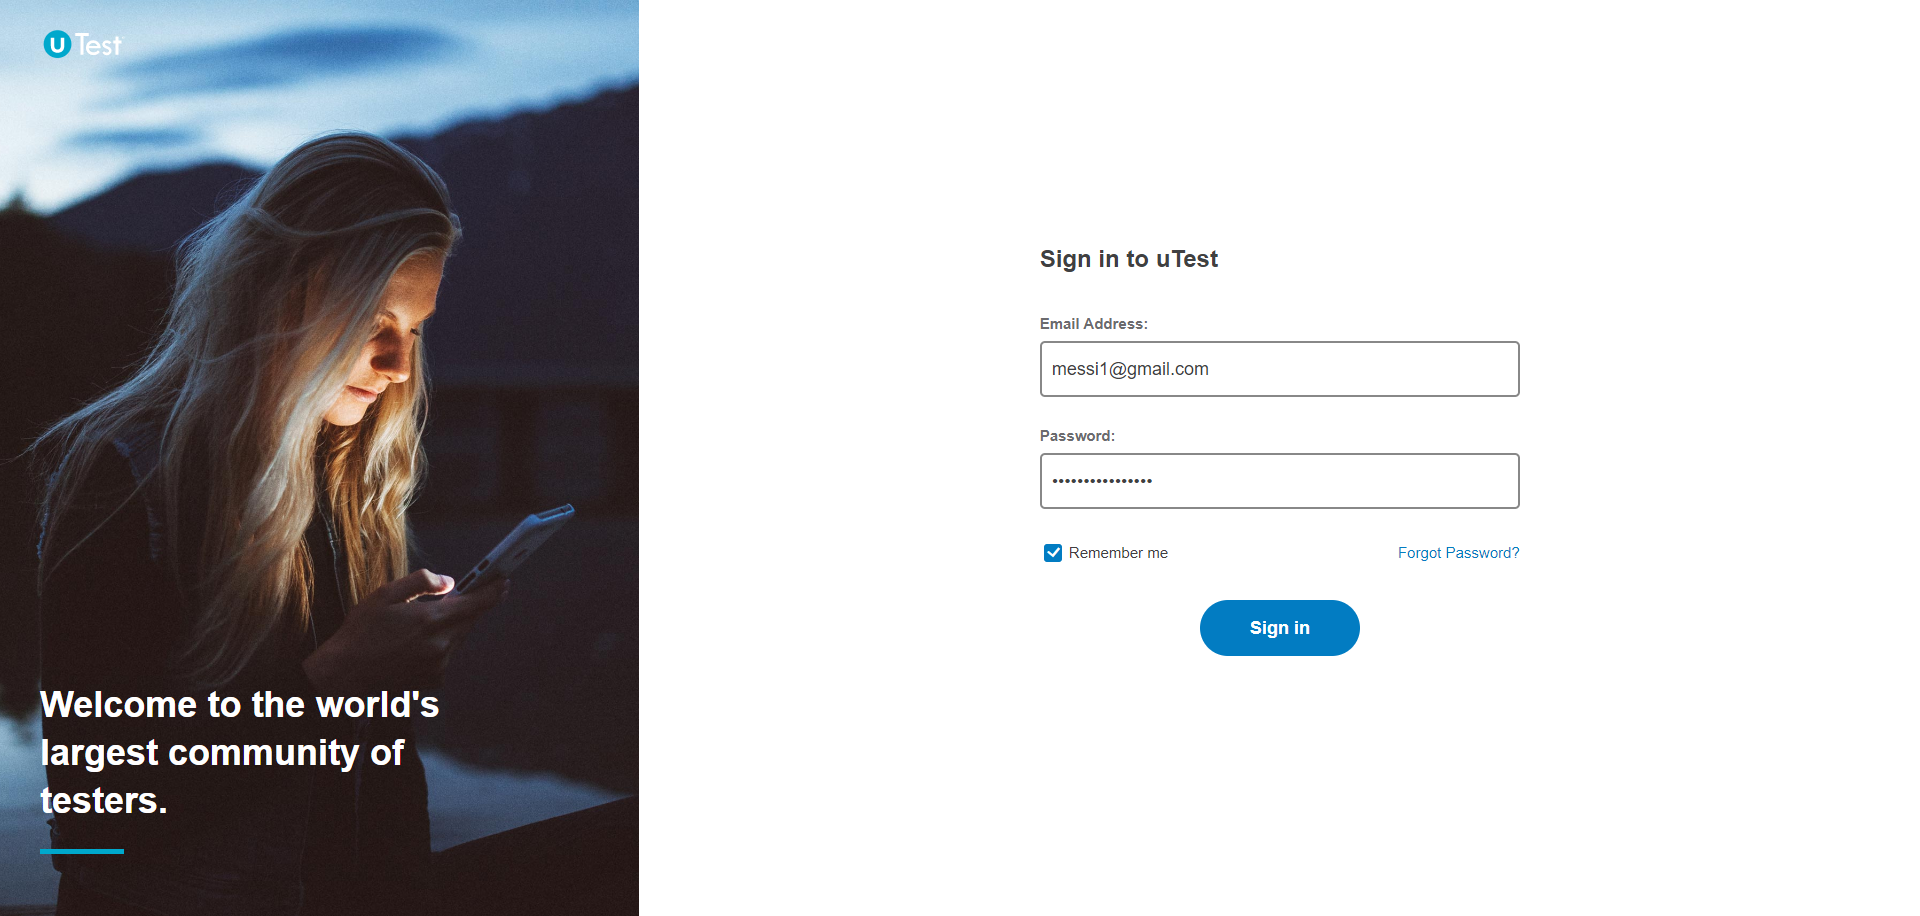 uTest
Welcome to the world's
largest community of
testers.
Sign in to uTest
Email Address:
messi1@gmail.com
Password:
••••••••••••••••
Remember me
Forgot Password?
Sign in